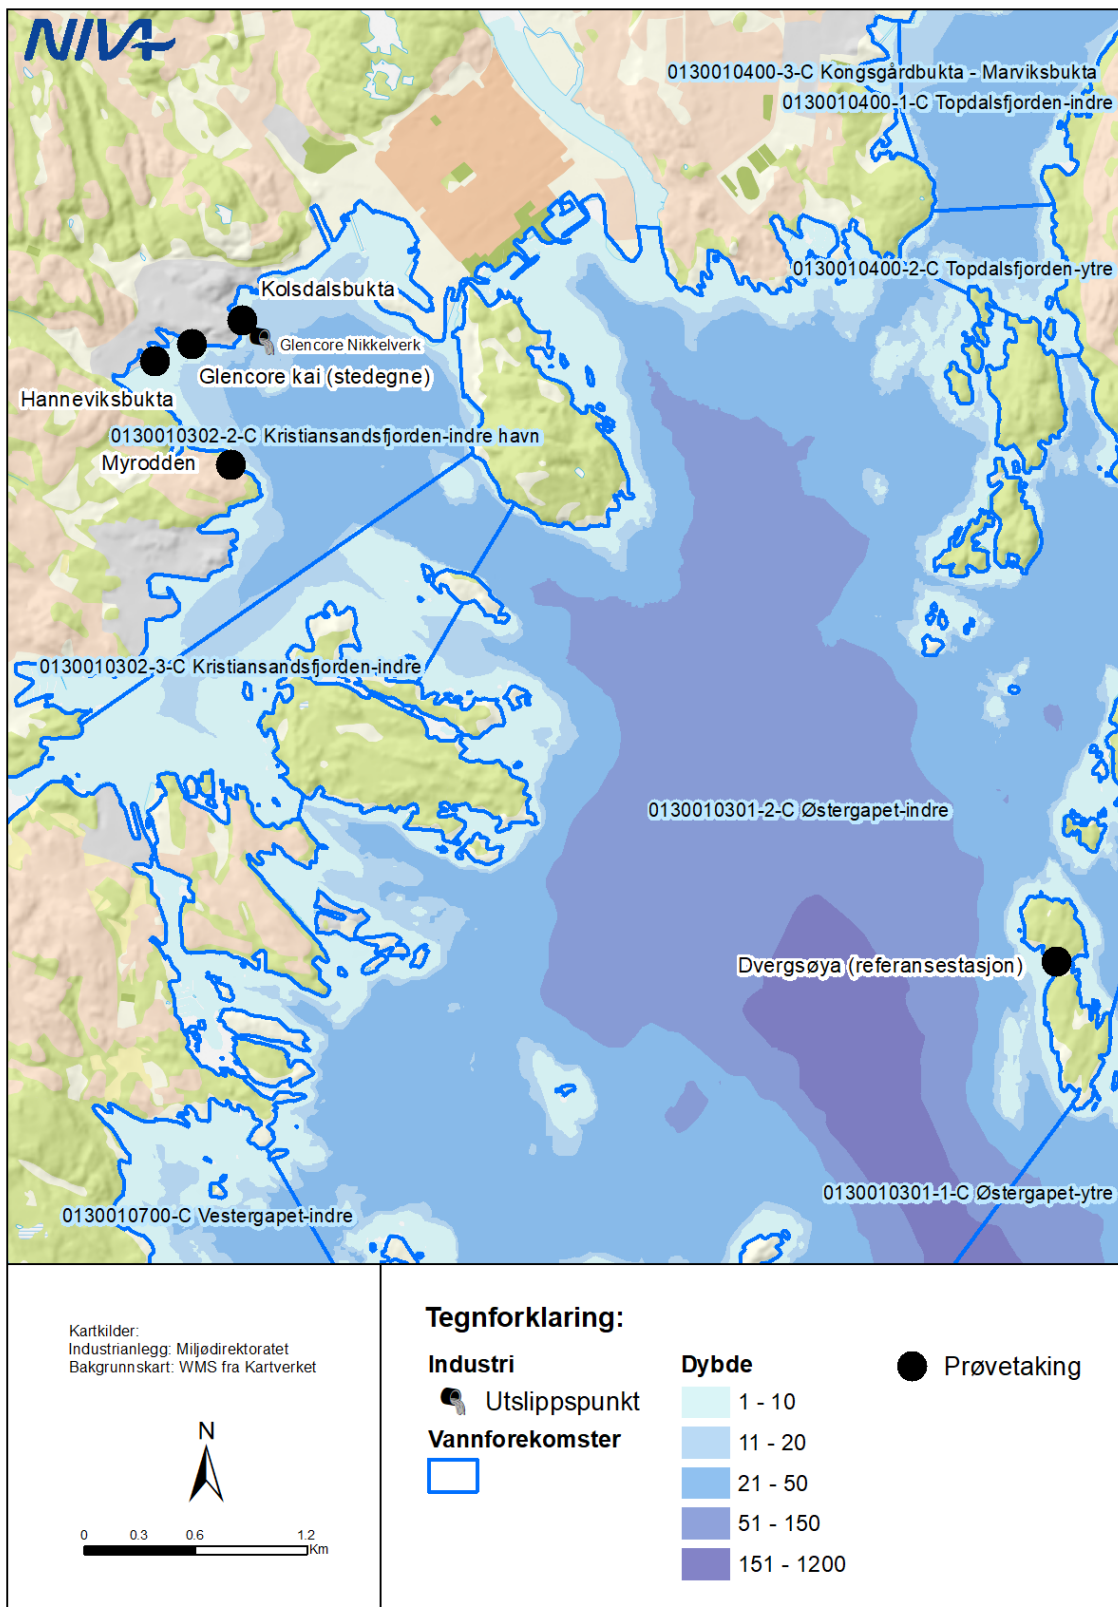 NIVA
0130010400-3-C Kongsgårdbukta - Marviksbukta
0130010400-1-C Topdalsfjorden-indre
0130010400-2-C Topdalsfjorden-ytre
Kolsdalsbukta
Glencore Nikkelverk
Glencore kai (stedegne)
Hanneviksbukta
0130010302-2-C Kristiansandsfjorden-indre havn
Myrodden
0130010302-3-C Kristiansandsfjorden-indre
0130010301-2-C Østergapet-indre
Dvergsøya (referansestasjon)
0130010301-1-C Østergapet-ytre
0130010700-C Vestergapet-indre
Kartkilder:
Industrianlegg: Miljødirektoratet
Bakgrunnskart: WMS fra Kartverket
N
0 0.3 0.6 1.2
Km
Tegnforklaring:
Industri
Utslippspunkt
Vannforekomster
Dybde
1 - 10
11 - 20
21 - 50
51 - 150
151 - 1200
Prøvetaking